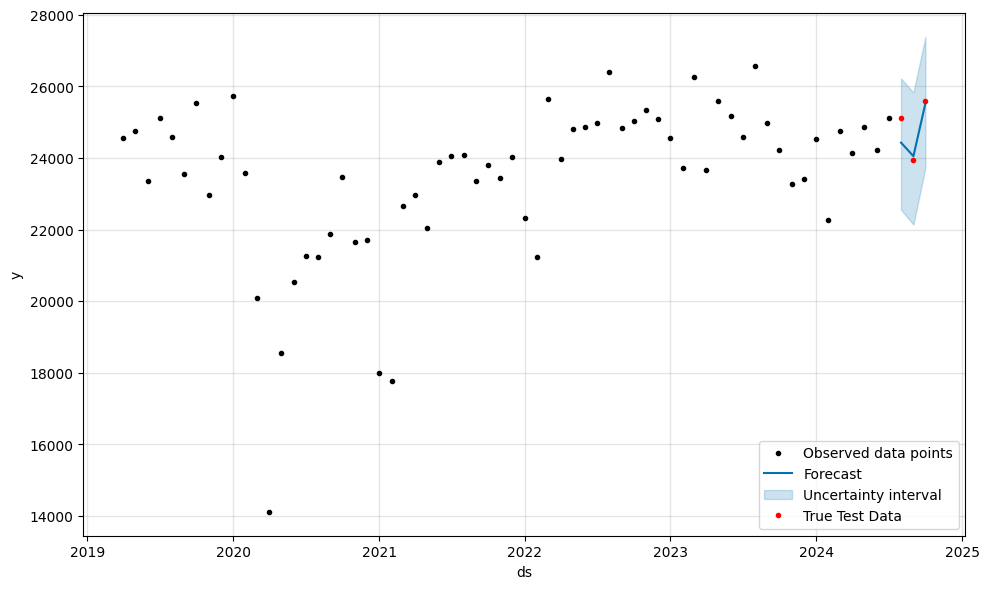 28000
26000
24000
22000
20000
18000
16000
14000
y
2019
2020
2021
2022
2023
2024
2025
ds
Observed data points
Forecast
Uncertainty interval
True Test Data